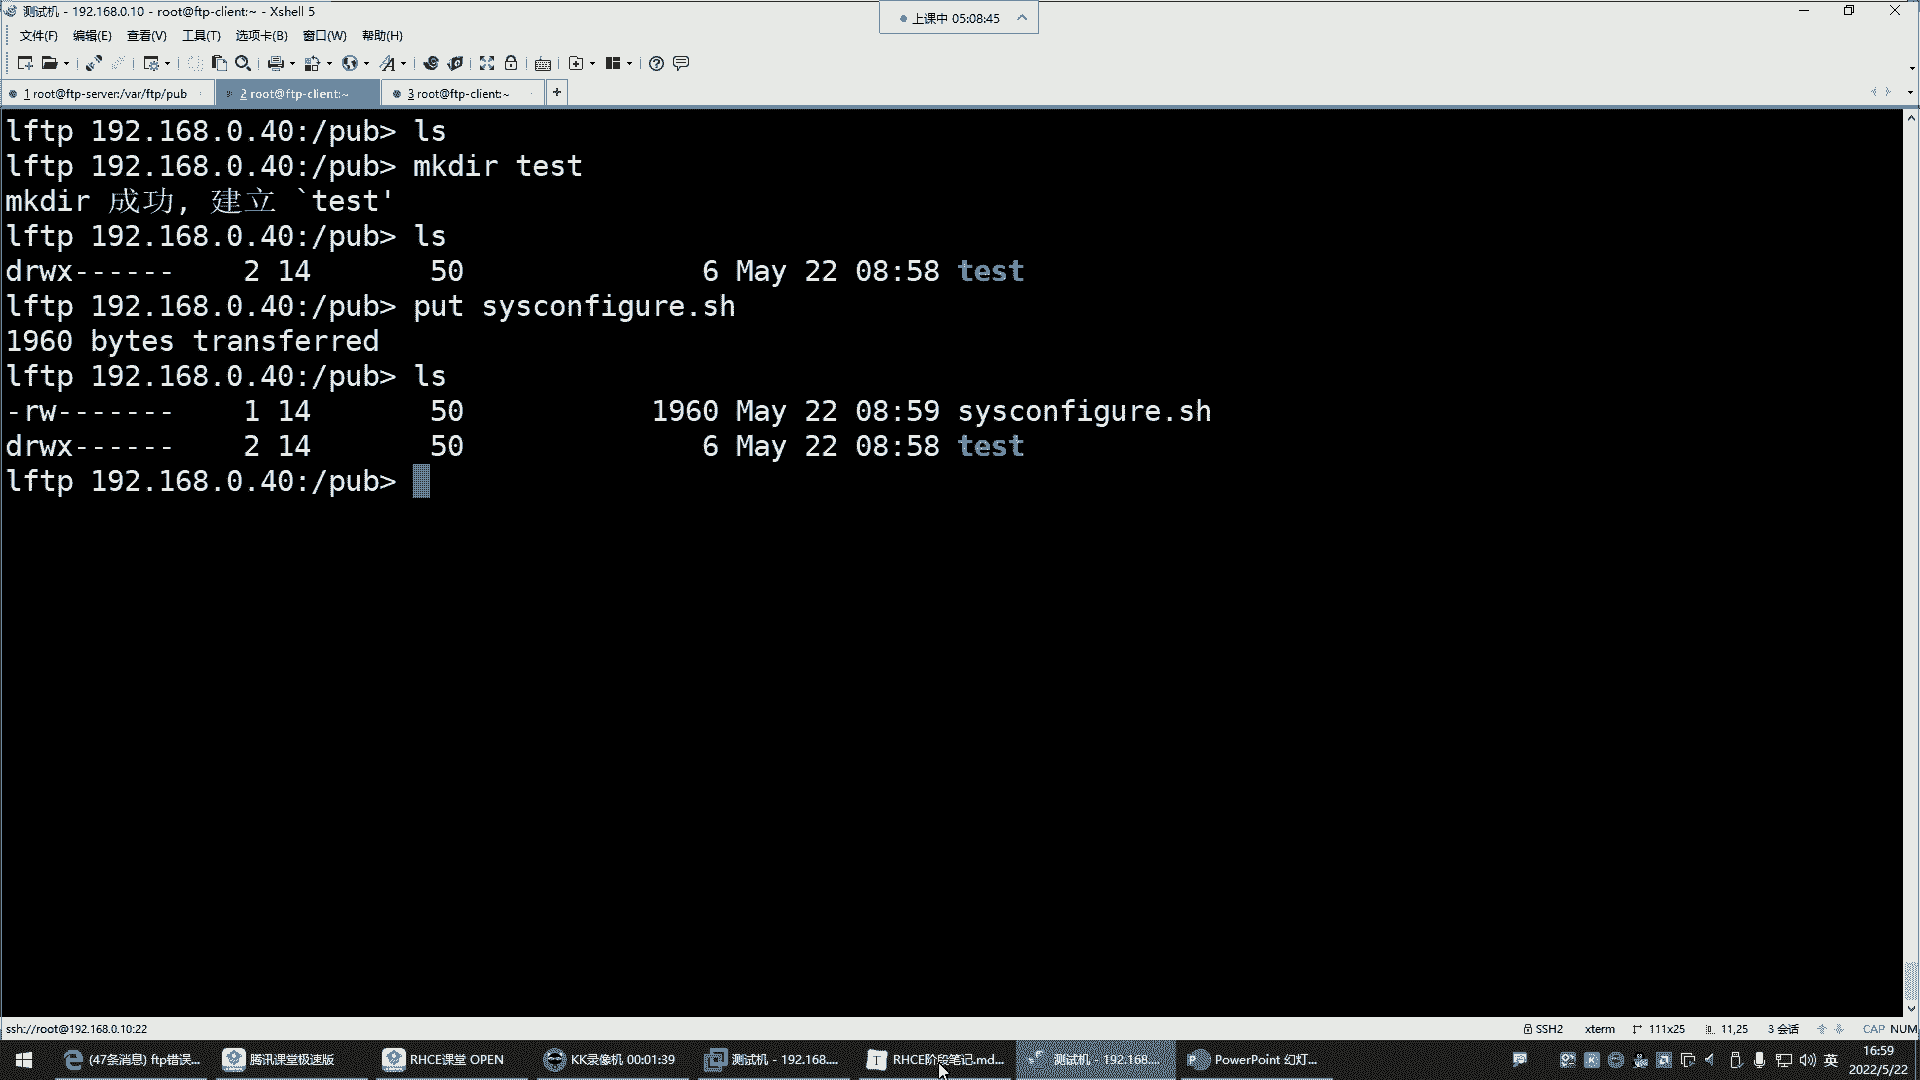 测试机 - 192.168.0.10 - root@ftp-client:~ - Xshell 5
上课中 05:08:45
文件(F) 编辑(E) 查看(V) 工具(T) 选项卡(B) 窗口(W) 帮助(H)
1 root@ftp-server:/var/ftp/pub 2 root@ftp-client:~ 3 root@ftp-client:~ +
lftp 192.168.0.40:/pub> ls
lftp 192.168.0.40:/pub> mkdir test
mkdir 成功, 建立 `test'
lftp 192.168.0.40:/pub> ls
drwx------    2 14       50              6 May 22 08:58 test
lftp 192.168.0.40:/pub> put sysconfigure.sh
1960 bytes transferred
lftp 192.168.0.40:/pub> ls
-rw-------    1 14       50           1960 May 22 08:59 sysconfigure.sh
drwx------    2 14       50              6 May 22 08:58 test
lftp 192.168.0.40:/pub>
ssh://root@192.168.0.10:22 SSH2 xterm 111x25 11,25 3 会话 CAP NUM
(47条消息) ftp错误... 腾讯课堂极速版 RHCE课堂 OPEN KK录像机 00:01:39 测试机 - 192.168.... RHCE阶段笔记.md... 测试机 - 192.168.... PowerPoint 幻灯... 英 16:59
2022/5/22